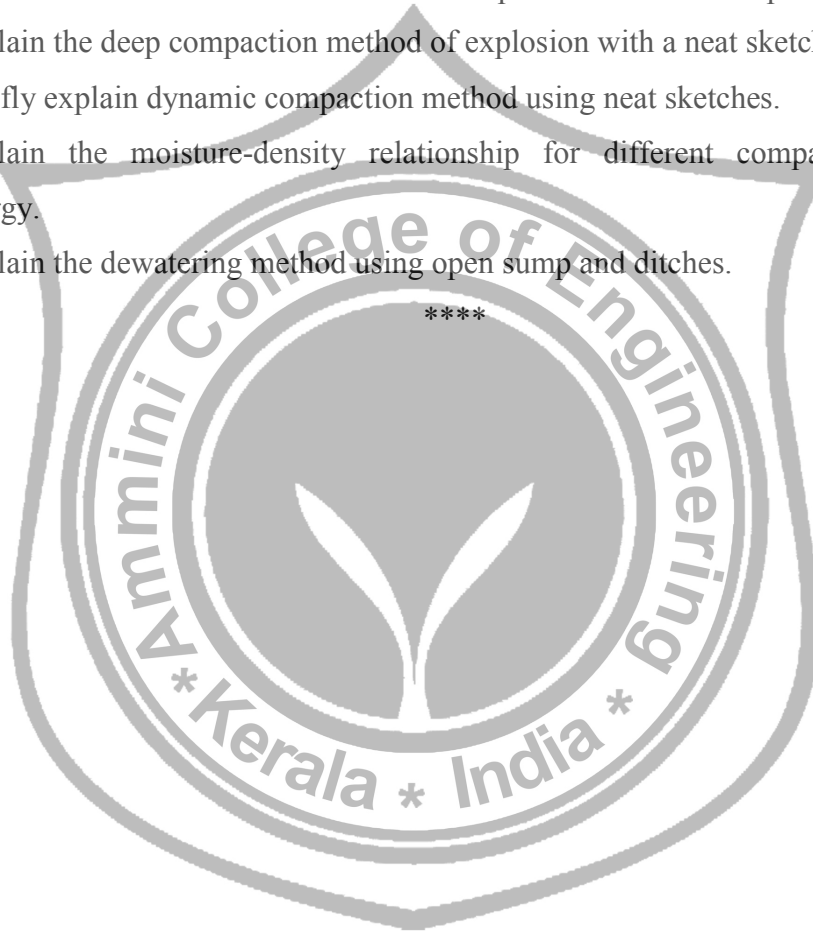 lain the deep compaction method of explosion with a neat sketch
fly explain dynamic compaction method using neat sketches.
lain the moisture-density relationship for different compa
rgy.
lain the dewatering method using open sump and ditches.
****
Ammini College of Engineering
* Kerala * India *